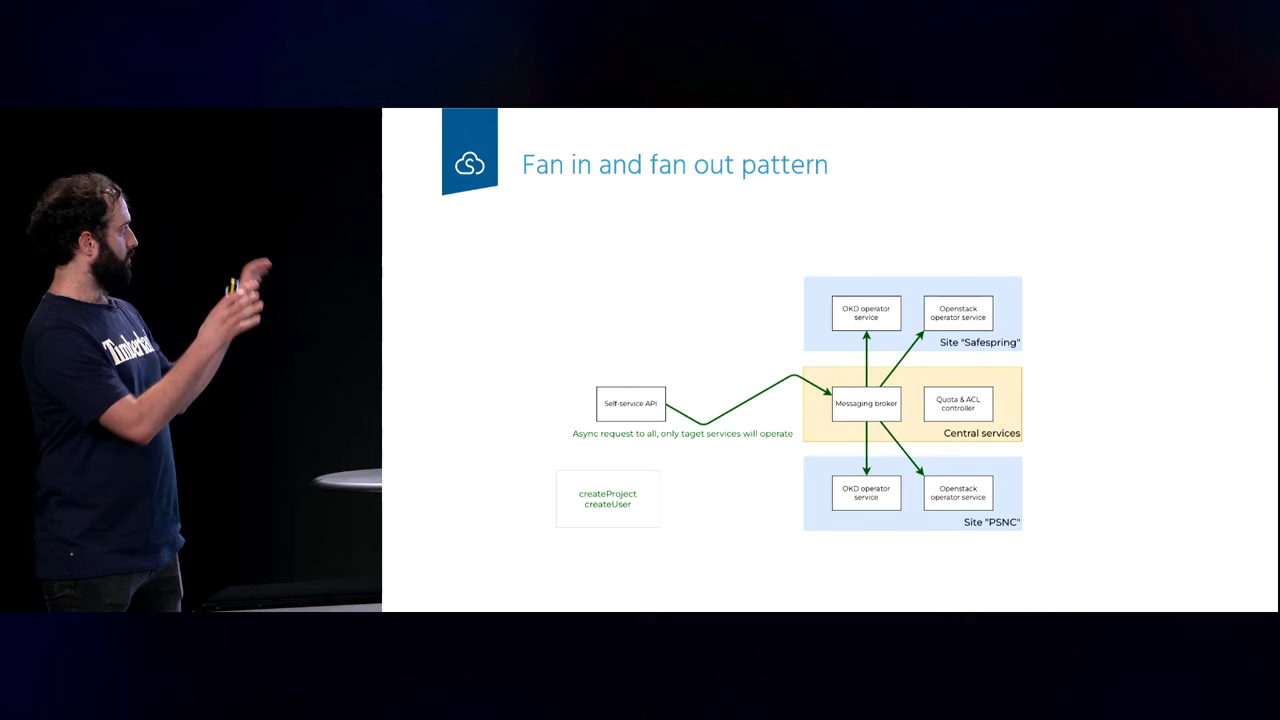 Fan in and fan out pattern
OKD operator
service
Openstack
operator service
Site "Safespring"
Self-service API
Messaging broker
Quota & ACL
controller
Async request to all, only taget services will operate
Central services
createProject
createUser
OKD operator
service
Openstack
operator service
Site "PSNC"